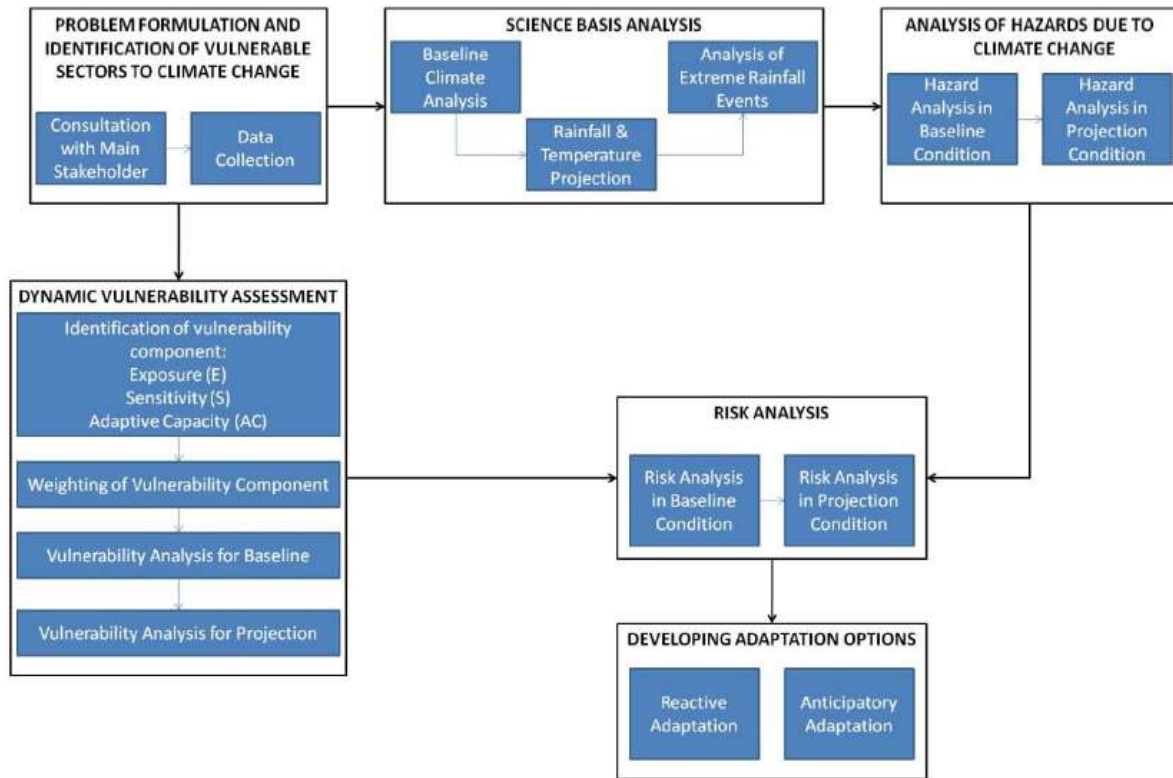 PROBLEM FORMULATION AND
IDENTIFICATION OF VULNERABLE
SECTORS TO CLIMATE CHANGE
Consultation
with Main
Stakeholder
Data
Collection
SCIENCE BASIS ANALYSIS
Baseline
Climate
Analysis
Rainfall &
Temperature
Projection
Analysis of
Extreme Rainfall
Events
ANALYSIS OF HAZARDS DUE TO
CLIMATE CHANGE
Hazard
Analysis in
Baseline
Condition
Hazard
Analysis in
Projection
Condition
DYNAMIC VULNERABILITY ASSESSMENT
Identification of vulnerability
component:
Exposure (E)
Sensitivity (S)
Adaptive Capacity (AC)
Weighting of Vulnerability Component
Vulnerability Analysis for Baseline
Vulnerability Analysis for Projection
RISK ANALYSIS
Risk Analysis
in Baseline
Condition
Risk Analysis
in Projection
Condition
DEVELOPING ADAPTATION OPTIONS
Reactive
Adaptation
Anticipatory
Adaptation